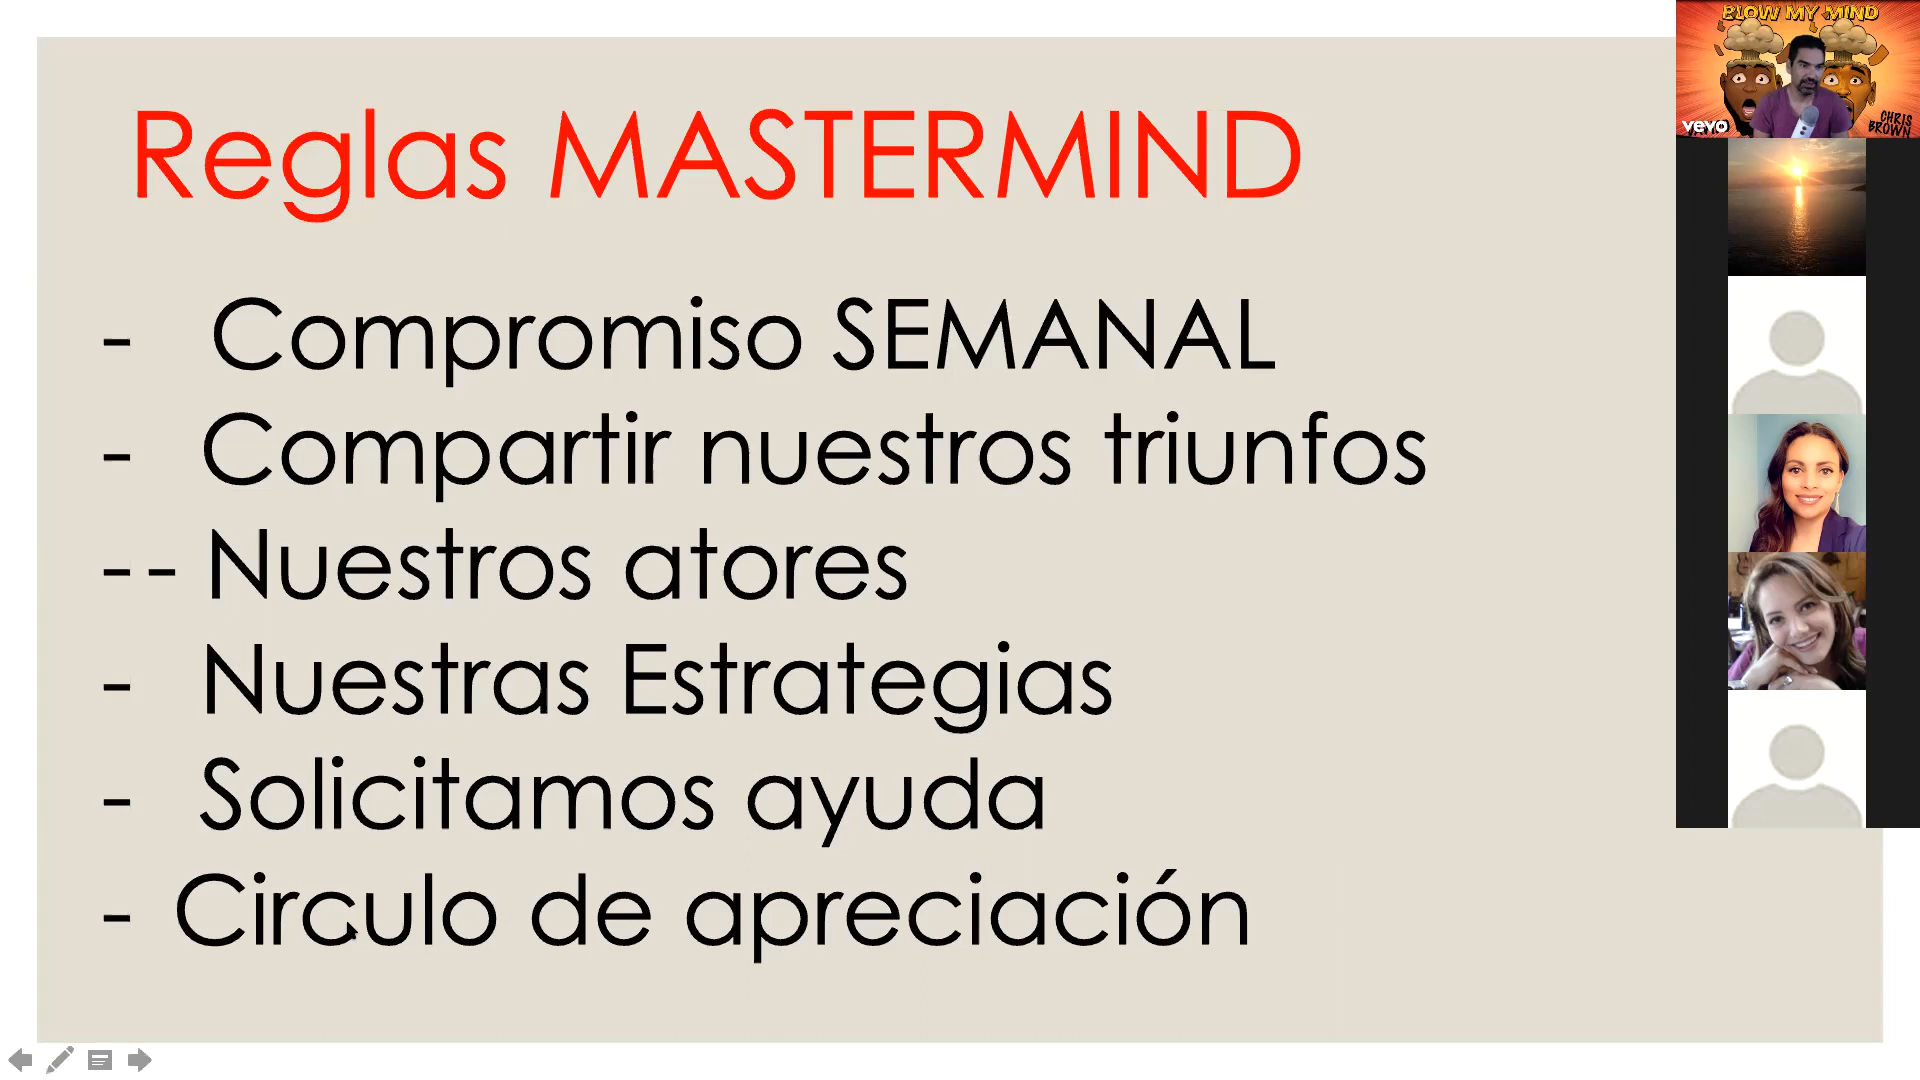 Reglas MASTERMIND
- Compromiso SEMANAL
- Compartir nuestros triunfos
-- Nuestros atores
- Nuestras Estrategias
- Solicitamos ayuda
- Circulo de apreciación
BLOW MY MIND
vevo
CHRIS
BROWN